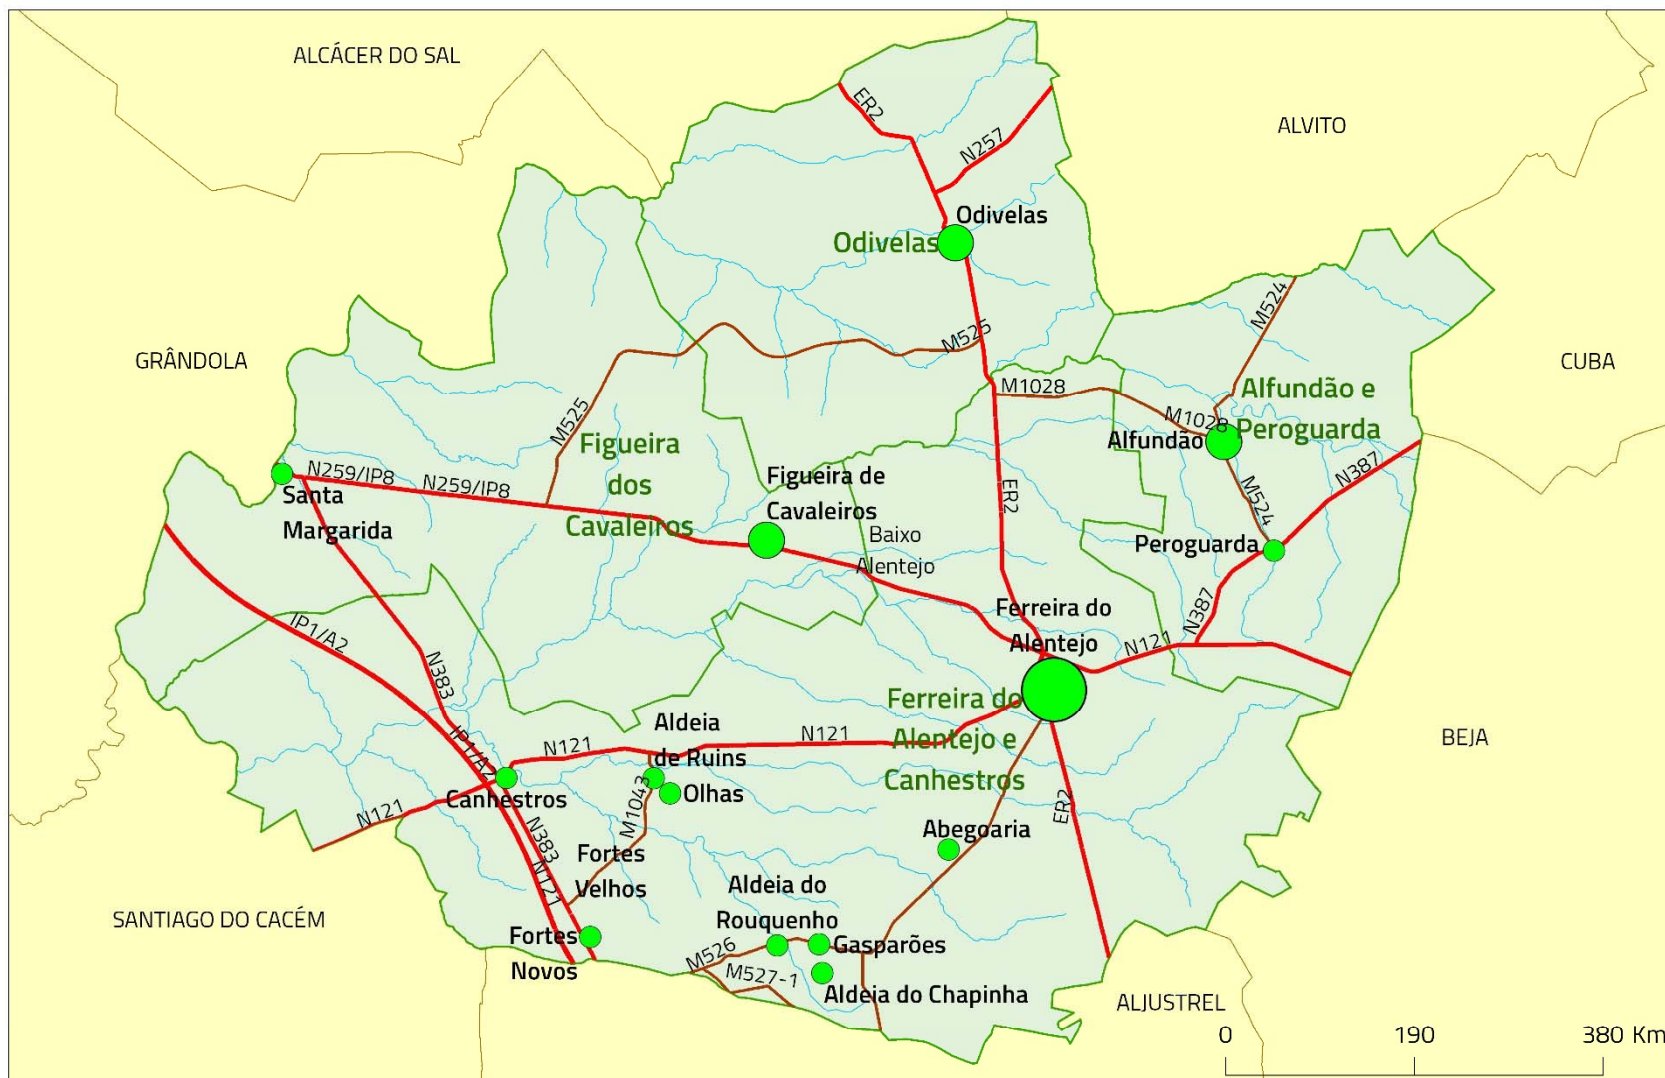 ALCÁCER DO SAL
ER2
N257
ALVITO
Odivelas
Odivelas
M524
M525
GRÂNDOLA
CUBA
M1028
Alfundão e
Peroguarda
M525
M1028
Alfundão
Figueira
dos
Cavaleiros
N259/IP8
N259/IP8
Figueira de
Cavaleiros
N387
Santa
Margarida
ER2
M524
Baixo
Alentejo
Peroguarda
Ferreira do
Alentejo
N387
IP1/A2
N121
N383
Ferreira do
Alentejo e
Canhestros
Aldeia
de Ruins
IP1/A2
N121
N121
BEJA
Canhestros
Olhas
N121
M1043
ER2
Abegoaria
N383
Fortes
Velhos
N121
Aldeia do
Rouquenho
SANTIAGO DO CACÉM
Fortes
Novos
Gasparões
M526
M527-1
Aldeia do Chapinha
ALJUSTREL
0 190 380 Km